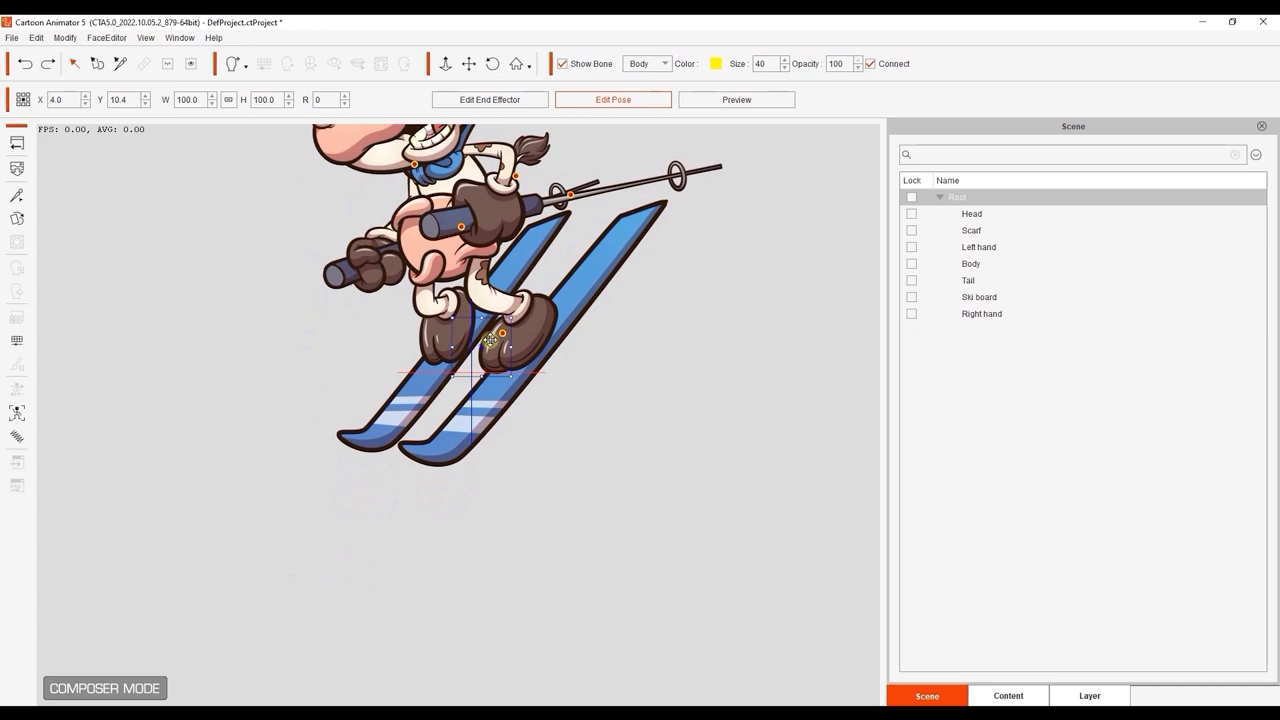 Cartoon Animator 5 (CTA5.0_2022.10.05.2_879-64bit) - DefProject.ctProject *
File Edit Modify FaceEditor View Window Help
Show Bone Body Color : Size : 40 Opacity : 100 Connect
X 4.0 Y 10.4 W 100.0 H 100.0 R 0 Edit End Effector Edit Pose Preview
FPS: 0.00, AVG: 0.00
Scene
Lock Name
Root
Head
Scarf
Left hand
Body
Tail
Ski board
Right hand
COMPOSER MODE
Scene Content Layer